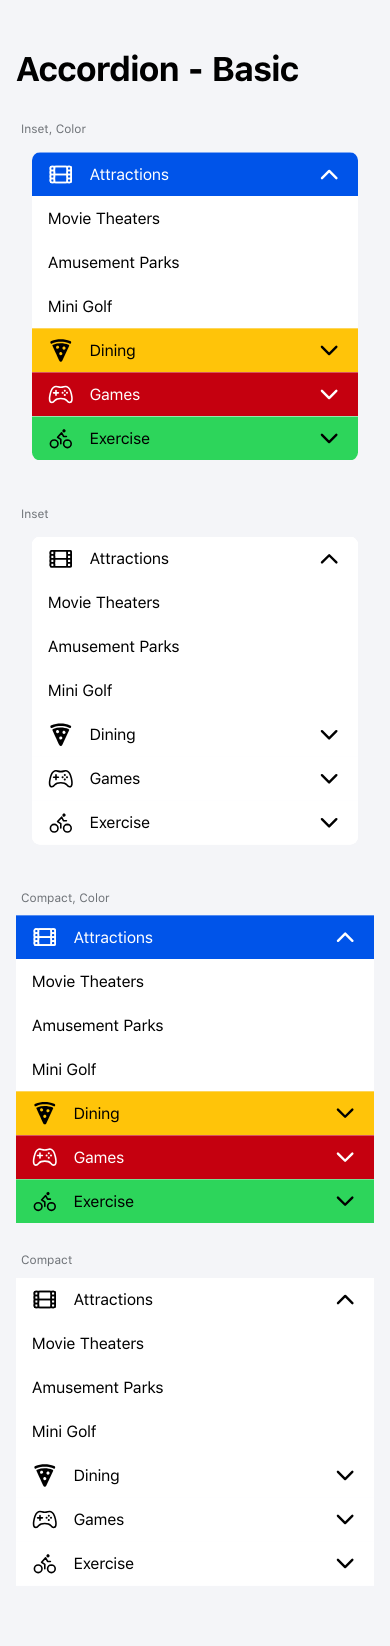 Accordion - Basic
Inset, Color
Attractions
Movie Theaters
Amusement Parks
Mini Golf
Dining
Games
Exercise
Inset
Attractions
Movie Theaters
Amusement Parks
Mini Golf
Dining
Games
Exercise
Compact, Color
Attractions
Movie Theaters
Amusement Parks
Mini Golf
Dining
Games
Exercise
Compact
Attractions
Movie Theaters
Amusement Parks
Mini Golf
Dining
Games
Exercise